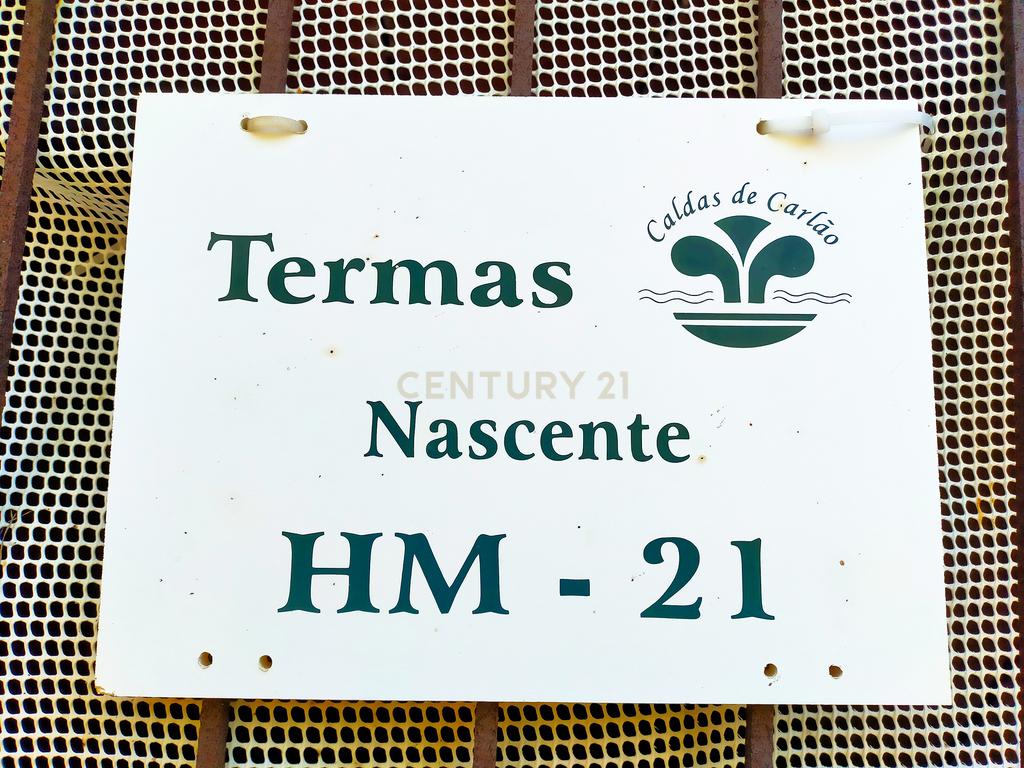 Caldas de Carlão
Termas
CENTURY 21
Nascente
HM - 21